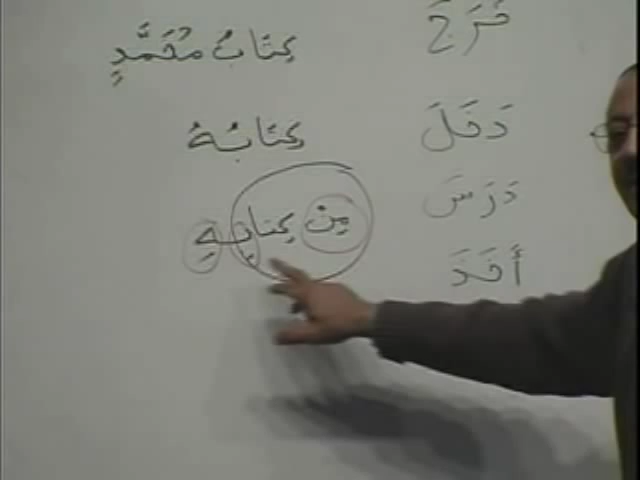 خَرَجَ
كِتَابُ مُحَمَّدٍ
دَخَلَ
كِتَابُهُ
دَرَسَ
مِنْ كِتَابِهِ
أَخَذَ